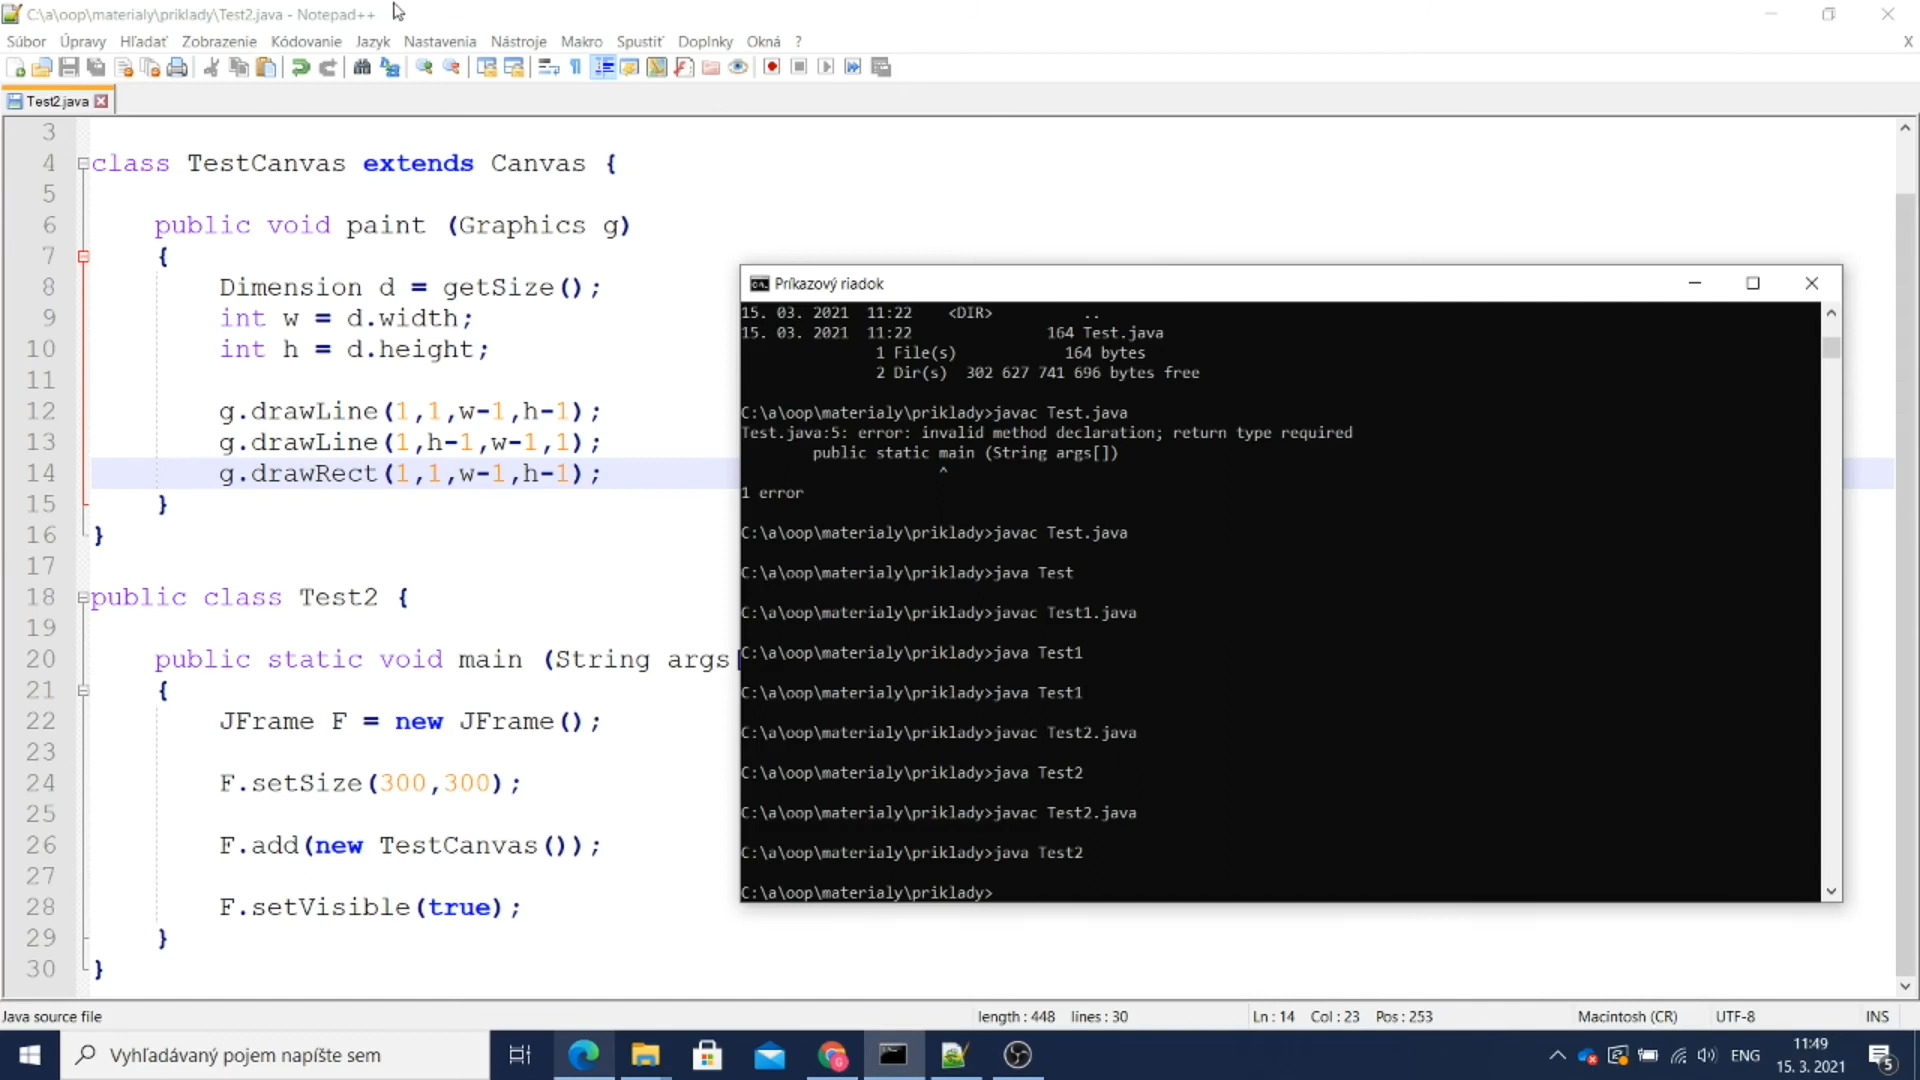 C:\a\oop\materialy\priklady\Test2.java - Notepad++
Súbor Úpravy Hľadať Zobrazenie Kódovanie Jazyk Nastavenia Nástroje Makro Spustiť Doplnky Okná ? X
Test2.java
3
4 class TestCanvas extends Canvas {
5
6 public void paint (Graphics g)
7 {
8 Dimension d = getSize();
9 int w = d.width;
10 int h = d.height;
11
12 g.drawLine(1,1,w-1,h-1);
13 g.drawLine(1,h-1,w-1,1);
14 g.drawRect(1,1,w-1,h-1);
15 }
16 }
17
18 public class Test2 {
19
20 public static void main (String args[
21 {
22 JFrame F = new JFrame();
23
24 F.setSize(300,300);
25
26 F.add(new TestCanvas());
27
28 F.setVisible(true);
29 }
30 }
Príkazový riadok
15. 03. 2021 11:22 <DIR> ..
15. 03. 2021 11:22 164 Test.java
1 File(s) 164 bytes
2 Dir(s) 302 627 741 696 bytes free
C:\a\oop\materialy\priklady>javac Test.java
Test.java:5: error: invalid method declaration; return type required
public static main (String args[])
^
1 error
C:\a\oop\materialy\priklady>javac Test.java
C:\a\oop\materialy\priklady>java Test
C:\a\oop\materialy\priklady>javac Test1.java
C:\a\oop\materialy\priklady>java Test1
C:\a\oop\materialy\priklady>java Test1
C:\a\oop\materialy\priklady>javac Test2.java
C:\a\oop\materialy\priklady>java Test2
C:\a\oop\materialy\priklady>javac Test2.java
C:\a\oop\materialy\priklady>java Test2
C:\a\oop\materialy\priklady>
Java source file length : 448 lines : 30 Ln : 14 Col : 23 Pos : 253 Macintosh (CR) UTF-8 INS
Vyhľadávaný pojem napíšte sem
ENG
11:49
15. 3. 2021
5